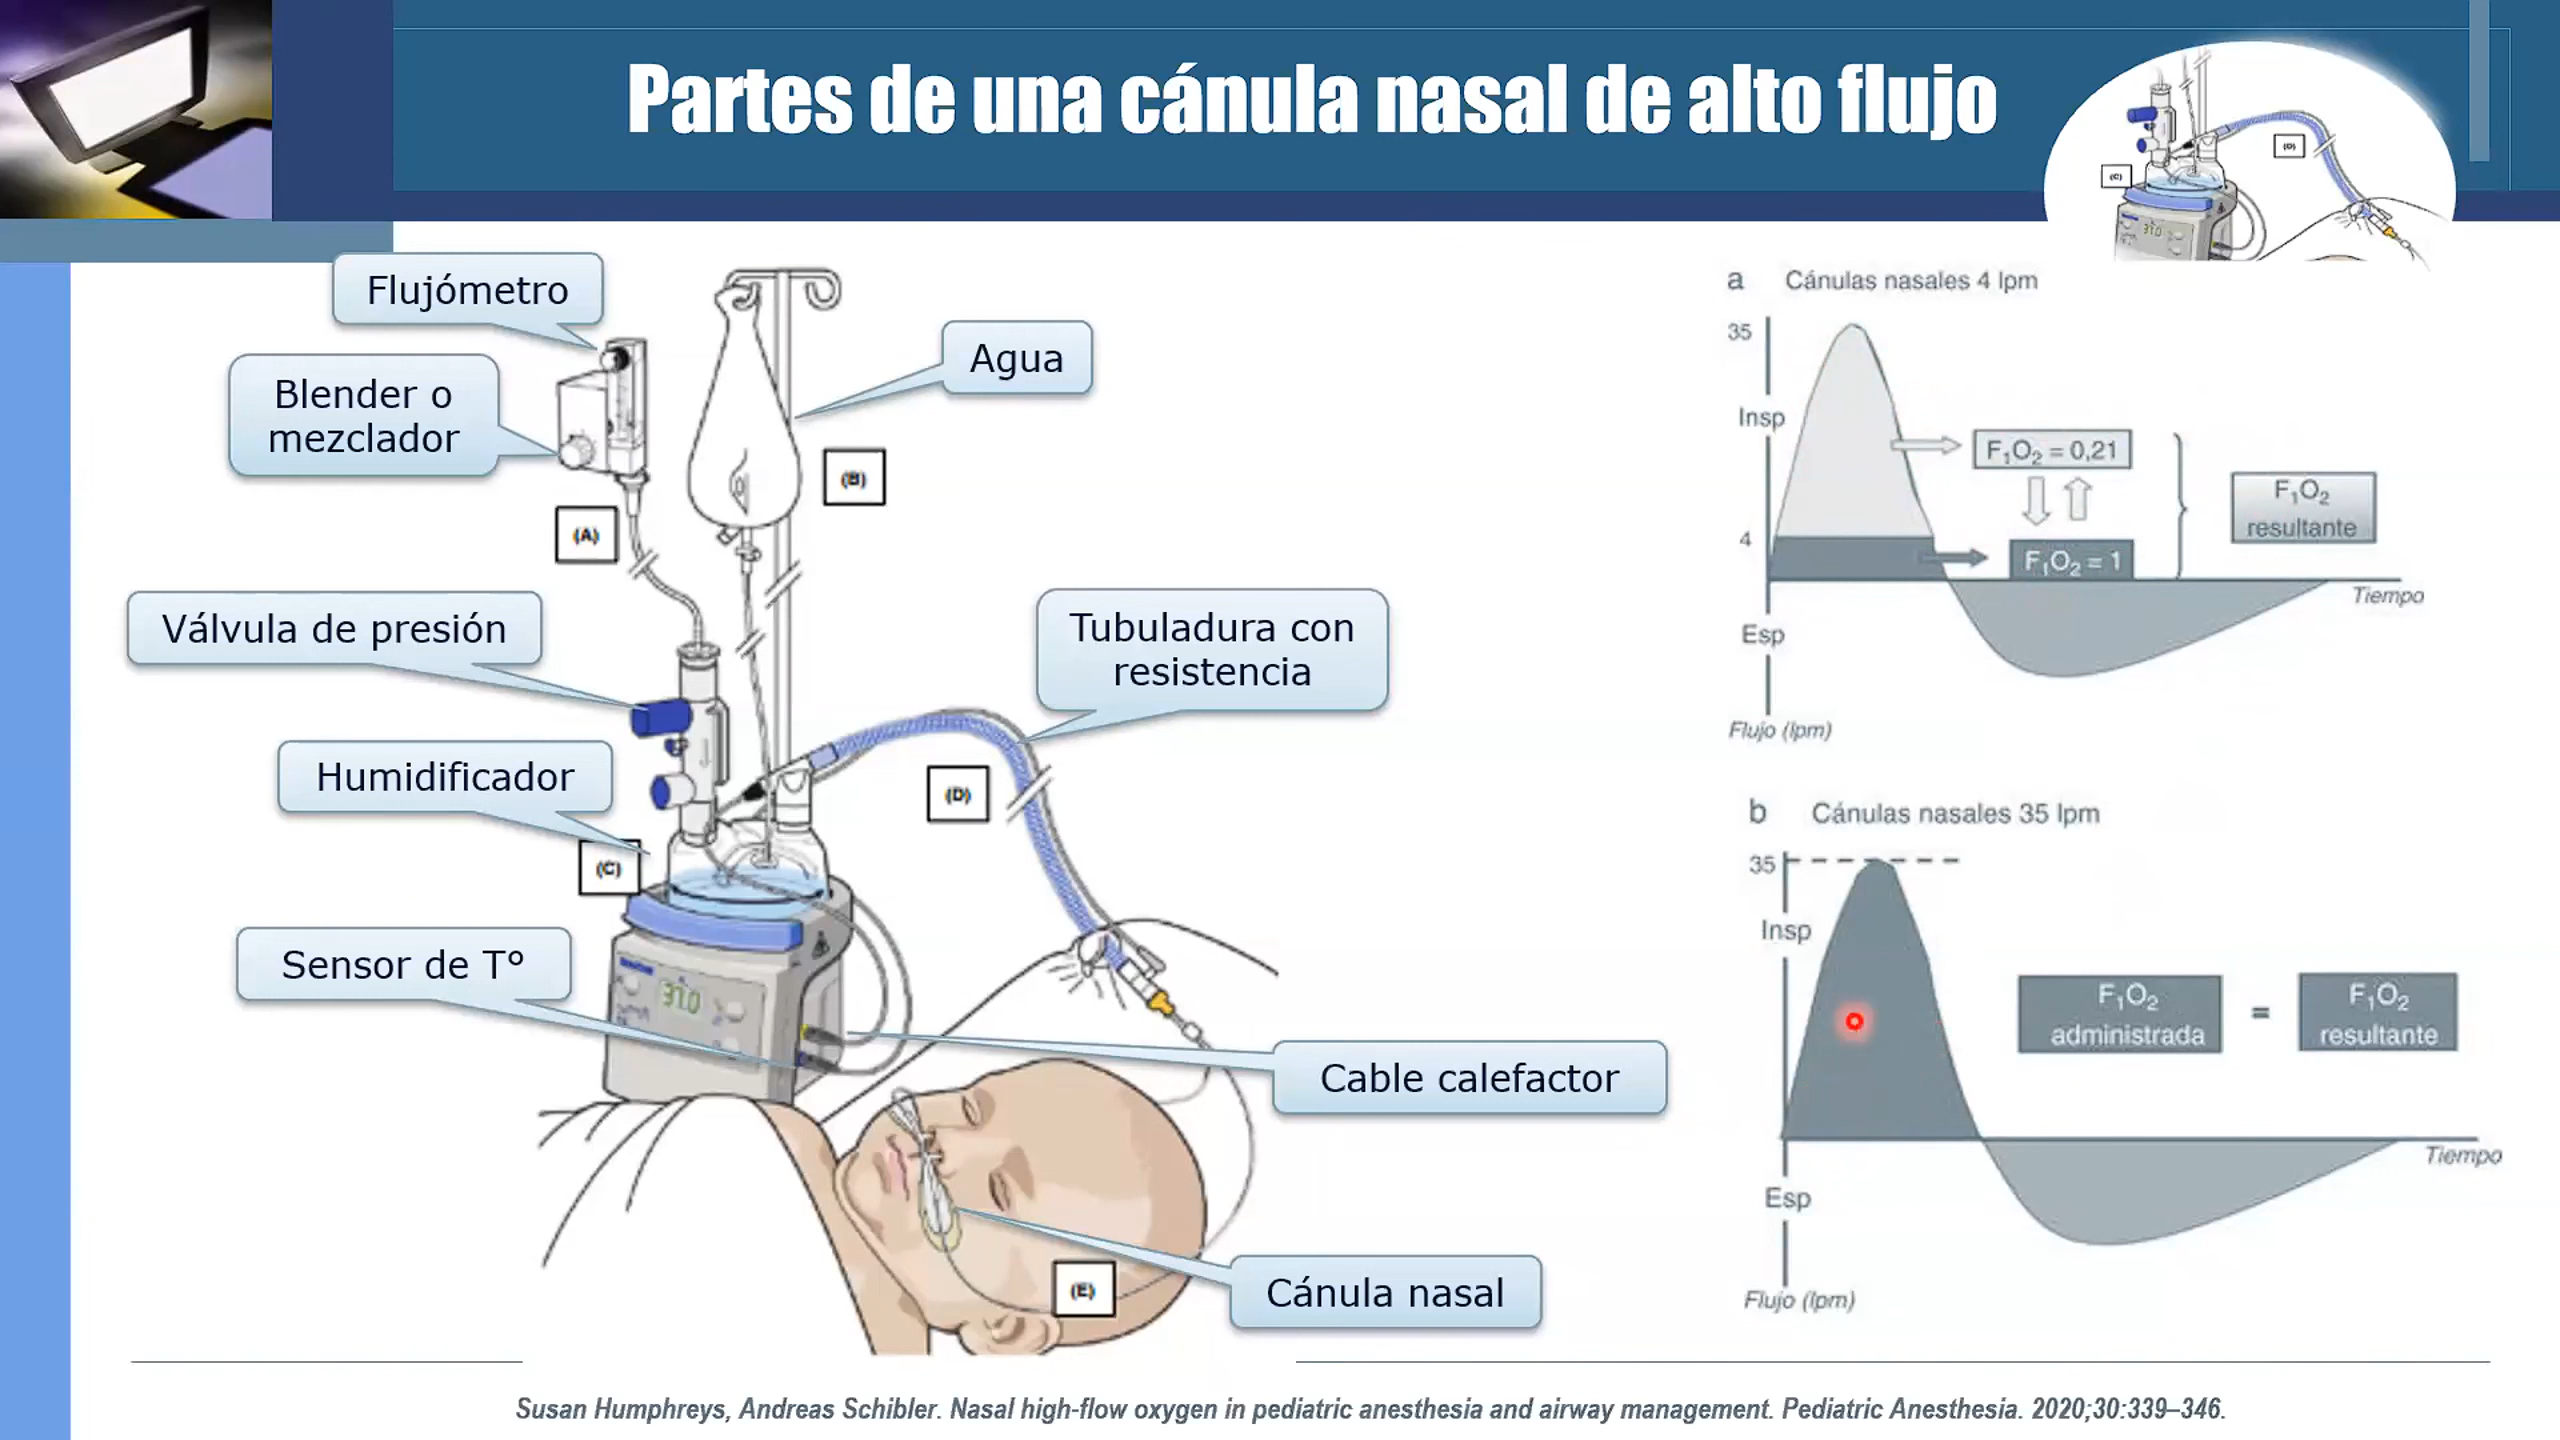 Partes de una cánula nasal de alto flujo
Flujómetro
Blender o
mezclador
Agua
(A)
(B)
Válvula de presión
Tubuladura con
resistencia
Humidificador
(C)
(D)
Sensor de T°
37.0
Cable calefactor
Cánula nasal
(E)
(C)
(D)
37.0
a Cánulas nasales 4 lpm
35
Insp
F₁O₂ = 0,21
F₁O₂
resultante
4
F₁O₂ = 1
Tiempo
Esp
Flujo (lpm)
b Cánulas nasales 35 lpm
35
Insp
F₁O₂
administrada
=
F₁O₂
resultante
Tiempo
Esp
Flujo (lpm)
Susan Humphreys, Andreas Schibler. Nasal high-flow oxygen in pediatric anesthesia and airway management. Pediatric Anesthesia. 2020;30:339–346.